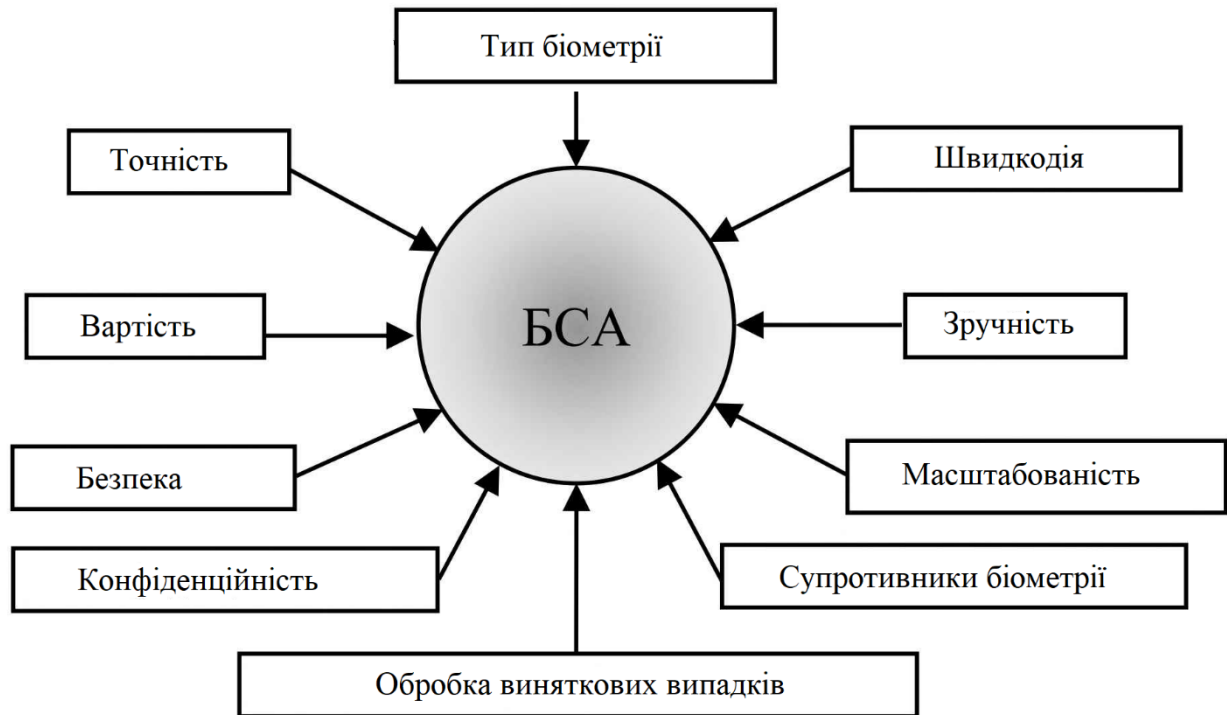 Тип біометрії
Точність
Швидкодія
БСА
Вартість
Зручність
Безпека
Масштабованість
Конфіденційність
Супротивники біометрії
Обробка виняткових випадків